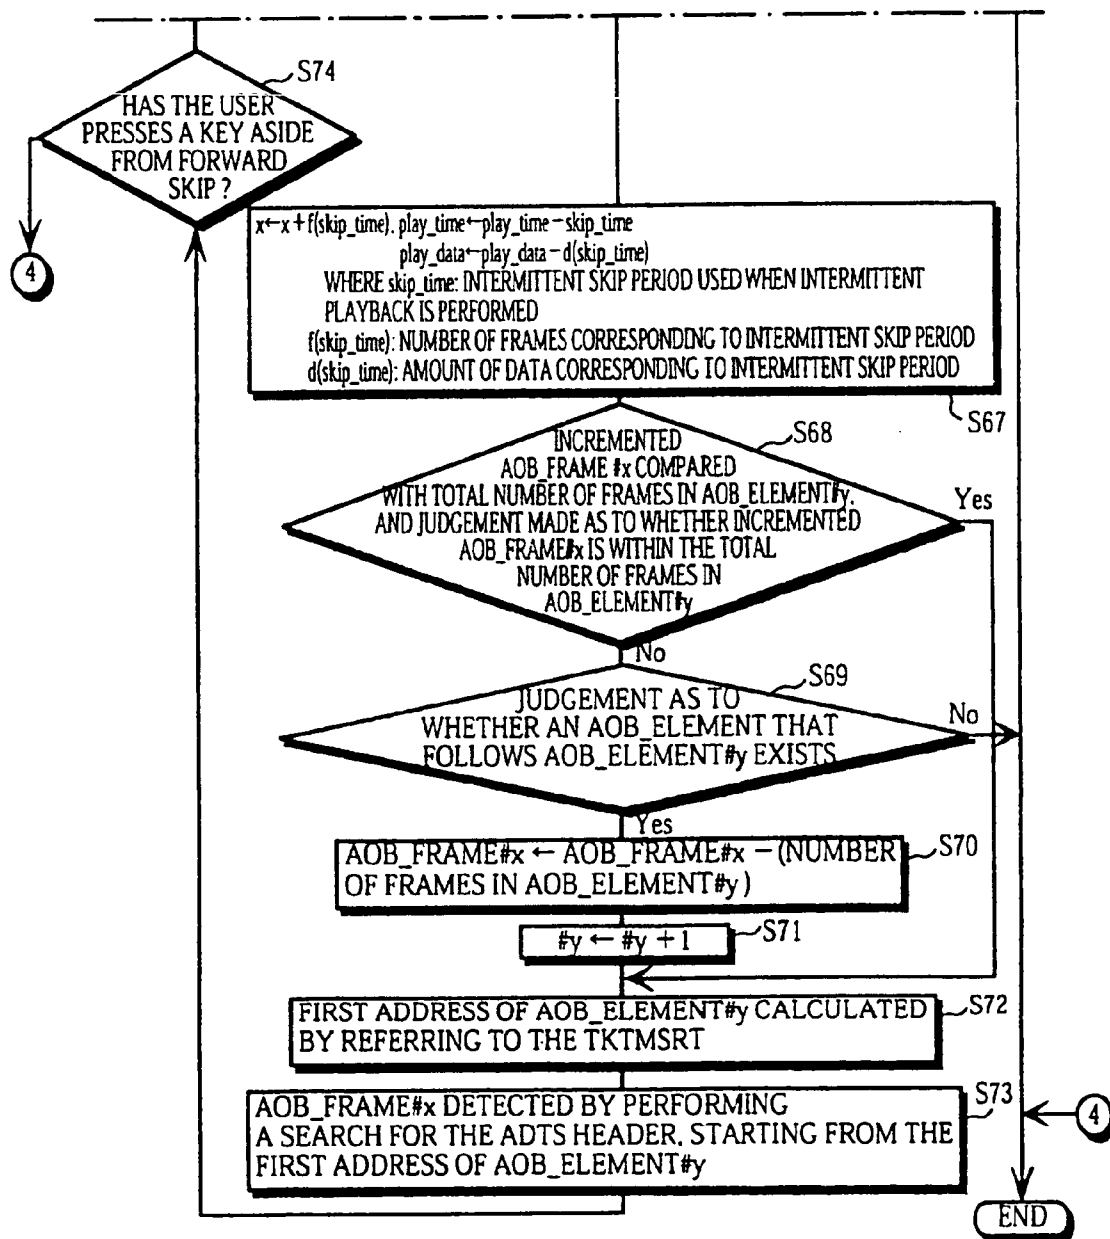 S74
HAS THE USER
PRESSES A KEY ASIDE
FROM FORWARD
SKIP ?
4
x←x + f(skip_time), play_time←play_time − skip_time
play_data←play_data − d(skip_time)
WHERE skip_time: INTERMITTENT SKIP PERIOD USED WHEN INTERMITTENT
PLAYBACK IS PERFORMED
f(skip_time): NUMBER OF FRAMES CORRESPONDING TO INTERMITTENT SKIP PERIOD
d(skip_time): AMOUNT OF DATA CORRESPONDING TO INTERMITTENT SKIP PERIOD
S67
S68
INCREMENTED
AOB_FRAME #x COMPARED
WITH TOTAL NUMBER OF FRAMES IN AOB_ELEMENT#y,
AND JUDGEMENT MADE AS TO WHETHER INCREMENTED
AOB_FRAME#x IS WITHIN THE TOTAL
NUMBER OF FRAMES IN
AOB_ELEMENT#y
Yes
No
S69
JUDGEMENT AS TO
WHETHER AN AOB_ELEMENT THAT
FOLLOWS AOB_ELEMENT#y EXISTS
No
Yes
S70
AOB_FRAME#x ← AOB_FRAME#x − (NUMBER
OF FRAMES IN AOB_ELEMENT#y )
S71
#y ← #y + 1
S72
FIRST ADDRESS OF AOB_ELEMENT#y CALCULATED
BY REFERRING TO THE TKTMSRT
S73
AOB_FRAME#x DETECTED BY PERFORMING
A SEARCH FOR THE ADTS HEADER, STARTING FROM THE
FIRST ADDRESS OF AOB_ELEMENT#y
4
END